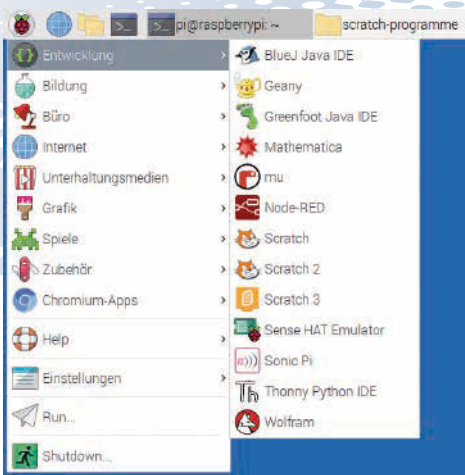 pi@raspberrypi: ~
scratch-programme
Entwicklung
Bildung
Büro
Internet
Unterhaltungsmedien
Grafik
Spiele
Zubehör
Chromium-Apps
Help
Einstellungen
Run...
Shutdown...
BlueJ Java IDE
Geany
Greenfoot Java IDE
Mathematica
mu
Node-RED
Scratch
Scratch 2
Scratch 3
Sense HAT Emulator
Sonic Pi
Th Thonny Python IDE
Wolfram